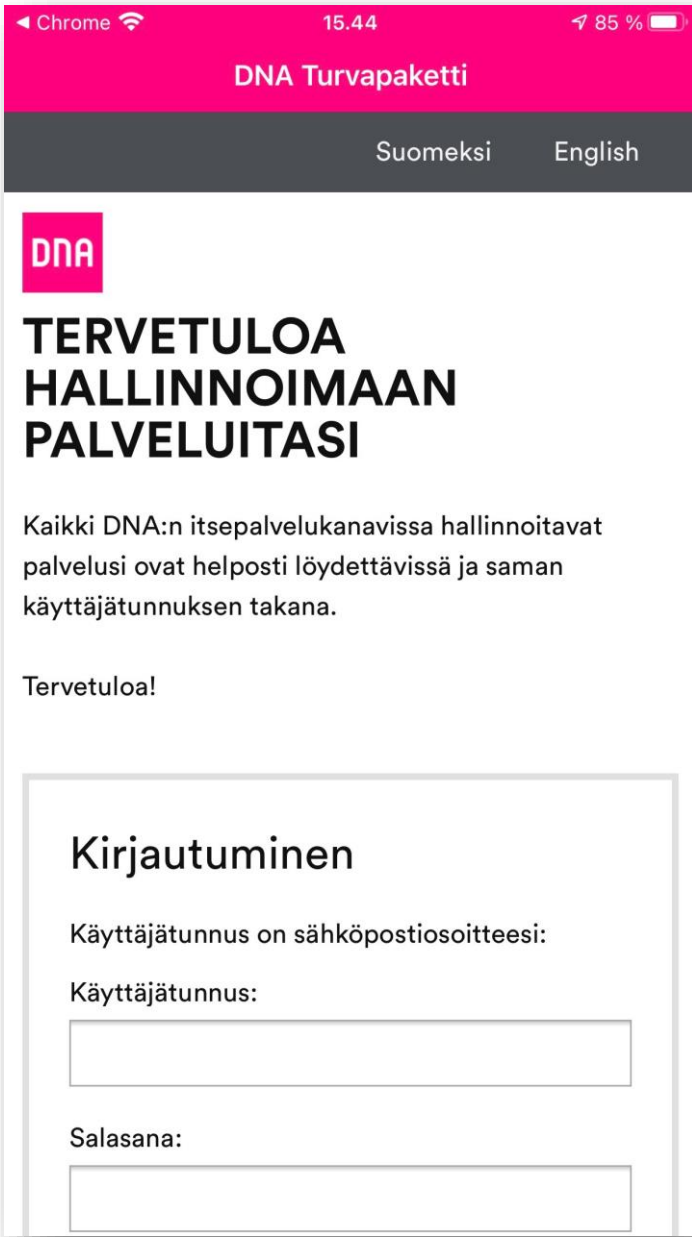 Chrome 15.44 85 %
DNA Turvapaketti
Suomeksi English
DNA
TERVETULOA
HALLINNOIMAAN
PALVELUITASI
Kaikki DNA:n itsepalvelukanavissa hallinnoitavat
palvelusi ovat helposti löydettävissä ja saman
käyttäjätunnuksen takana.
Tervetuloa!
Kirjautuminen
Käyttäjätunnus on sähköpostiosoitteesi:
Käyttäjätunnus:
Salasana: